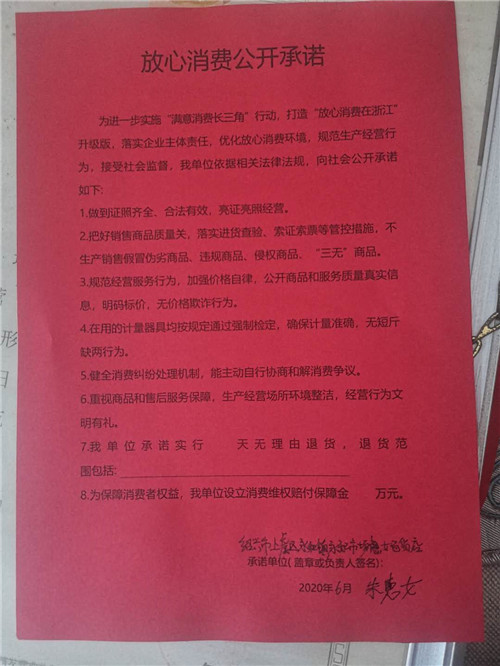 放心消费公开承诺
为进一步实施“满意消费长三角”行动，打造“放心消费在浙江”
升级版，落实企业主体责任，优化放心消费环境，规范生产经营行
为，接受社会监督，我单位依据相关法律法规，向社会公开承诺
如下:
1.做到证照齐全、合法有效，亮证亮照经营。
2.把好销售商品质量关，落实进货查验、索证索票等管控措施，不
生产销售假冒伪劣商品、违规商品、侵权商品、“三无”商品。
3.规范经营服务行为，加强价格自律，公开商品和服务质量真实信
息，明码标价，无价格欺诈行为。
4.在用的计量器具均按规定通过强制检定，确保计量准确，无短斤
缺两行为。
5.健全消费纠纷处理机制，能主动自行协商和解消费争议。
6.重视商品和售后服务保障，生产经营场所环境整洁，经营行为文
明有礼。
7.我单位承诺实行 天无理由退货，退货范
围包括:
8.为保障消费者权益，我单位设立消费维权赔付保障金 万元。
绍兴市上虞区
承诺单位(盖章或负责人签名):
2020年6月 朱惠女